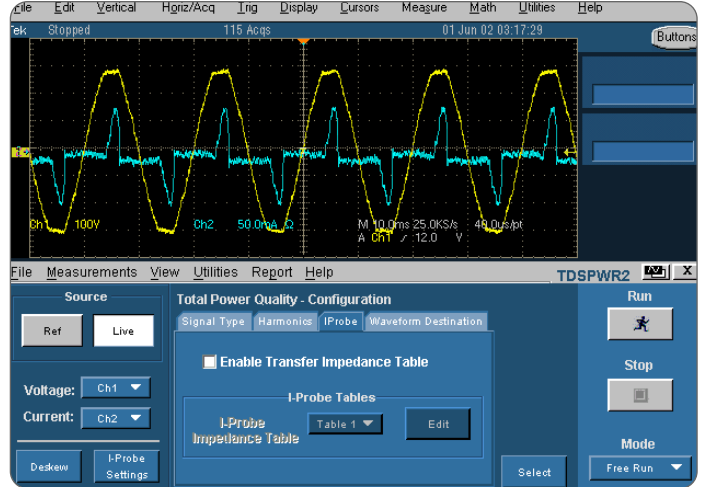 File Edit Vertical Horiz/Acq Trig Display Cursors Measure Math Utilities Help
Tek Stopped 115 Acqs 01 Jun 02 03:17:29
Buttons
Ch1 100V Ch2 50.0mA Ω M 10.0ms 25.0KS/s 40.0us/pt
A Ch1 12.0 V
File Measurements View Utilities Report Help TDSPWR2 X
Source
Ref Live
Voltage: Ch1
Current: Ch2
Deskew I-Probe Settings
Total Power Quality - Configuration
Signal Type Harmonics IProbe Waveform Destination
Enable Transfer Impedance Table
I-Probe Tables
I-Probe Impedance Table Table 1 Edit
Select
Run
Stop
Mode
Free Run